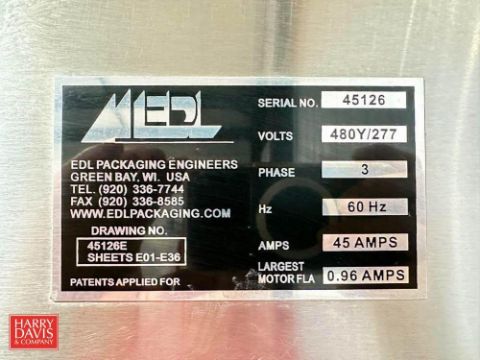 EDL
SERIAL NO. 45126
VOLTS 480Y/277
EDL PACKAGING ENGINEERS
GREEN BAY, WI. USA
TEL. (920) 336-7744
FAX (920) 336-8585
WWW.EDLPACKAGING.COM
PHASE 3
Hz 60 Hz
DRAWING NO.
45126E
SHEETS E01-E36
AMPS 45 AMPS
PATENTS APPLIED FOR
LARGEST
MOTOR FLA 0.96 AMPS
HARRY
DAVIS
& COMPANY